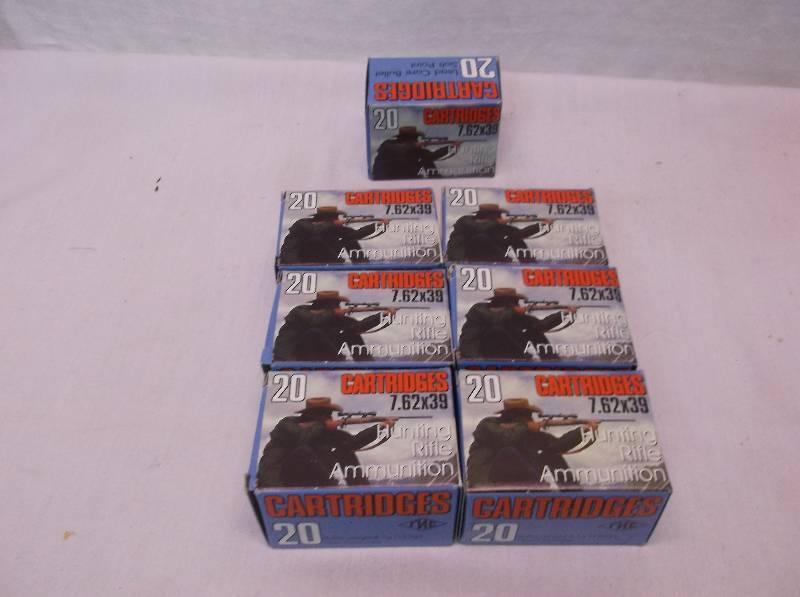 20 Lead Core Bullet
Soft Point
CARTRIDGES
20 CARTRIDGES
7.62x39
Hunting
Rifle
Ammunition
20 CARTRIDGES
7.62x39
Hunting
Rifle
Ammunition
20 CARTRIDGES
7.62x39
Hunting
Rifle
Ammunition
20 CARTRIDGES
7.62x39
Hunting
Rifle
Ammunition
20 CARTRIDGES
7.62x39
Hunting
Rifle
Ammunition
20 CARTRIDGES
7.62x39
Hunting
Rifle
Ammunition
CARTRIDGES
20
20 CARTRIDGES
7.62x39
Hunting
Rifle
Ammunition
CARTRIDGES
20